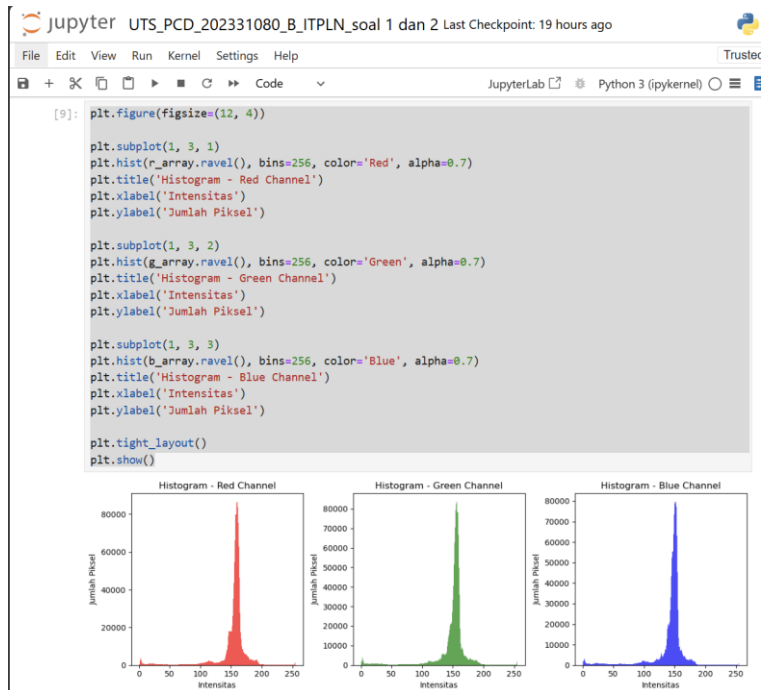 jupyter UTS_PCD_202331080_B_ITPLN_soal 1 dan 2 Last Checkpoint: 19 hours ago
File Edit View Run Kernel Settings Help Trusted
Code JupyterLab Python 3 (ipykernel)
[9]: plt.figure(figsize=(12, 4))
plt.subplot(1, 3, 1)
plt.hist(r_array.ravel(), bins=256, color='Red', alpha=0.7)
plt.title('Histogram - Red Channel')
plt.xlabel('Intensitas')
plt.ylabel('Jumlah Piksel')
plt.subplot(1, 3, 2)
plt.hist(g_array.ravel(), bins=256, color='Green', alpha=0.7)
plt.title('Histogram - Green Channel')
plt.xlabel('Intensitas')
plt.ylabel('Jumlah Piksel')
plt.subplot(1, 3, 3)
plt.hist(b_array.ravel(), bins=256, color='Blue', alpha=0.7)
plt.title('Histogram - Blue Channel')
plt.xlabel('Intensitas')
plt.ylabel('Jumlah Piksel')
plt.tight_layout()
plt.show()
Histogram - Red Channel
Jumlah Piksel
80000
60000
40000
20000
0
0 50 100 150 200 250
Intensitas
Histogram - Green Channel
Jumlah Piksel
80000
70000
60000
50000
40000
30000
20000
10000
0
0 50 100 150 200 250
Intensitas
Histogram - Blue Channel
Jumlah Piksel
80000
70000
60000
50000
40000
30000
20000
10000
0
0 50 100 150 200 250
Intensitas